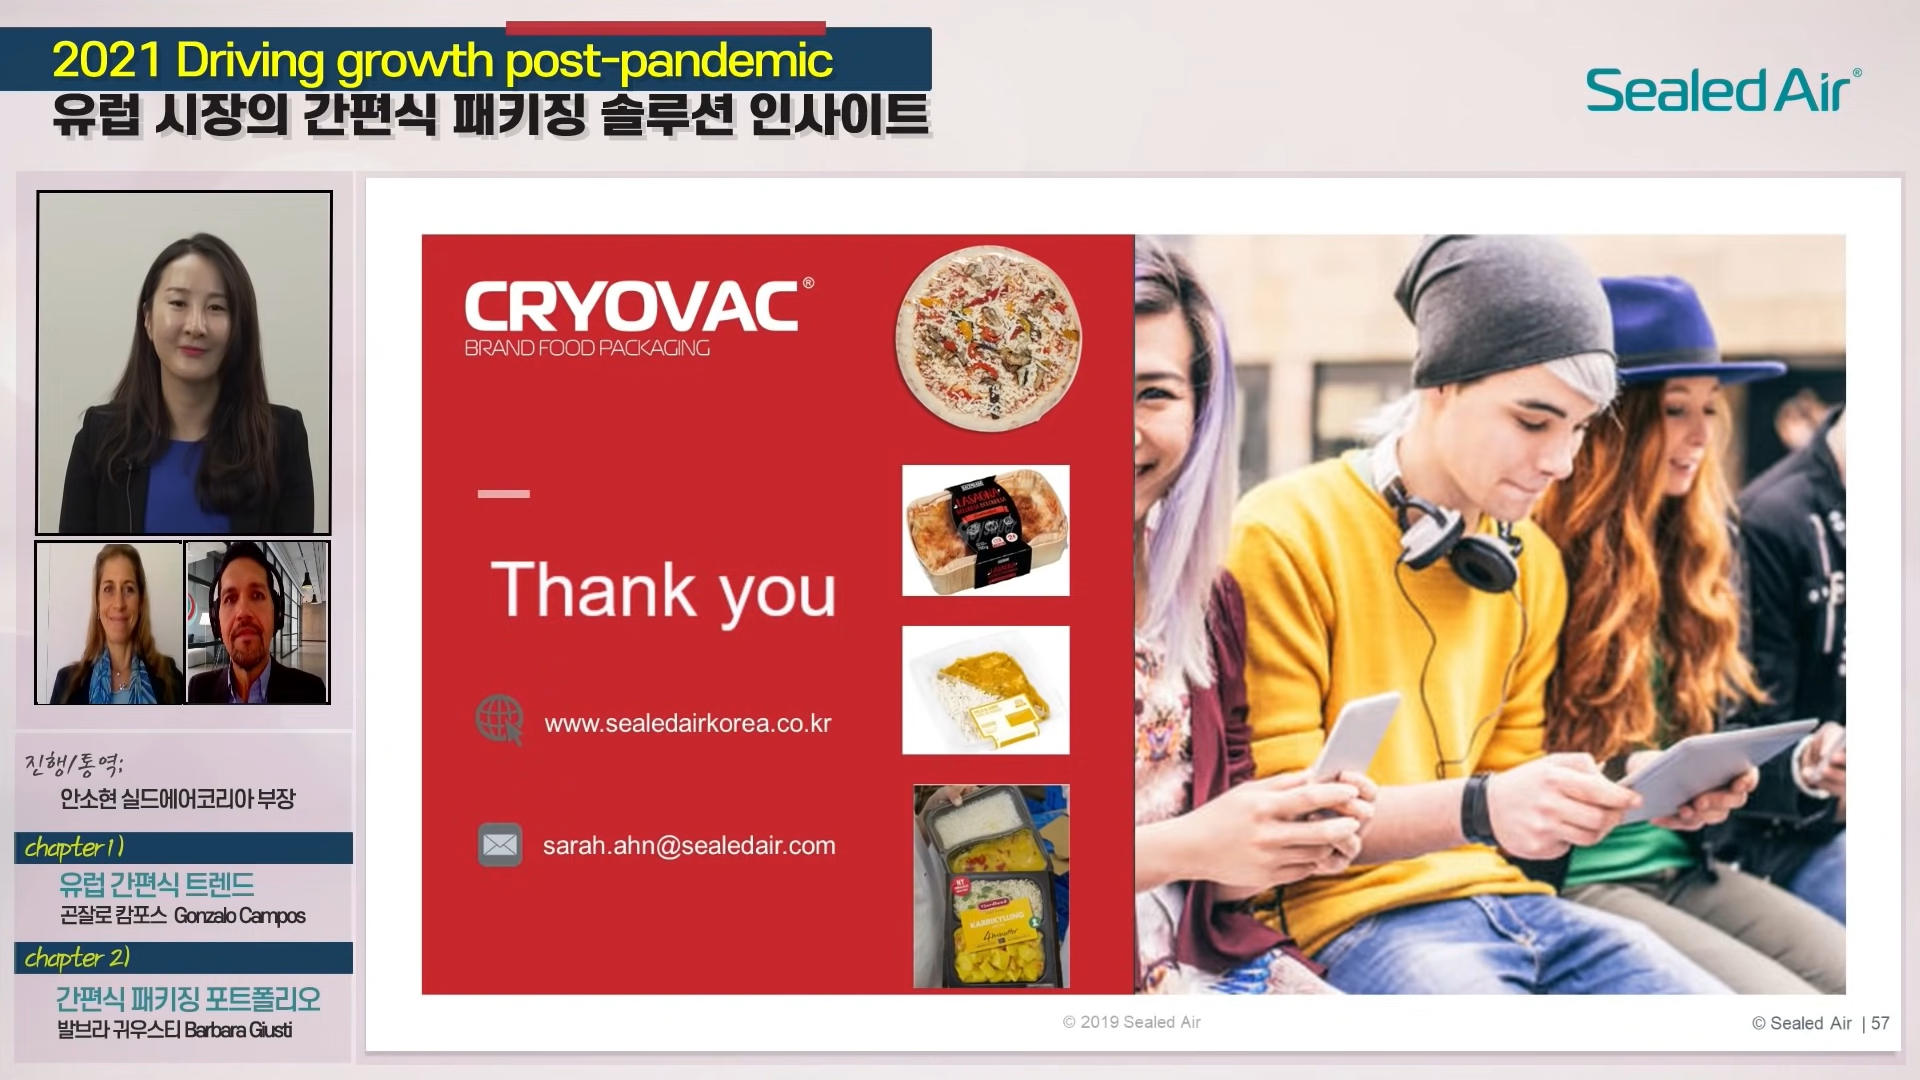 2021 Driving growth post-pandemic
유럽 시장의 간편식 패키징 솔루션 인사이트
Sealed Air®
CRYOVAC®
BRAND FOOD PACKAGING
Thank you
www.sealedairkorea.co.kr
sarah.ahn@sealedair.com
LASAGNA
KARRIKYLLING
진행/통역;
안소현 실드에어코리아 부장
chapter 1)
유럽 간편식 트렌드
곤잘로 캄포스 Gonzalo Campos
chapter 2)
간편식 패키징 포트폴리오
발브라 귀우스티 Barbara Giusti
© 2019 Sealed Air
© Sealed Air | 57